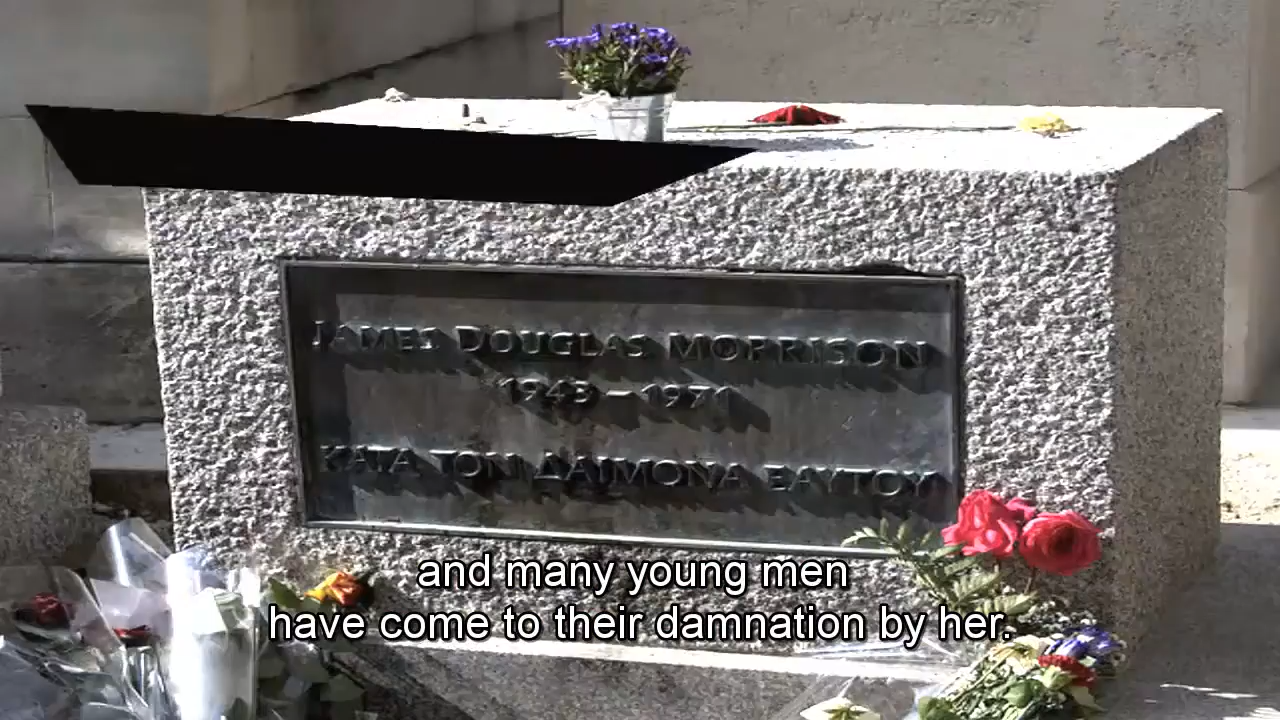 JAMES DOUGLAS MORRISON
1943 – 1971
ΚΑΤΑ ΤΟΝ ΔΑΙΜΟΝΑ ΕΑΥΤΟΥ
and many young men
have come to their damnation by her.